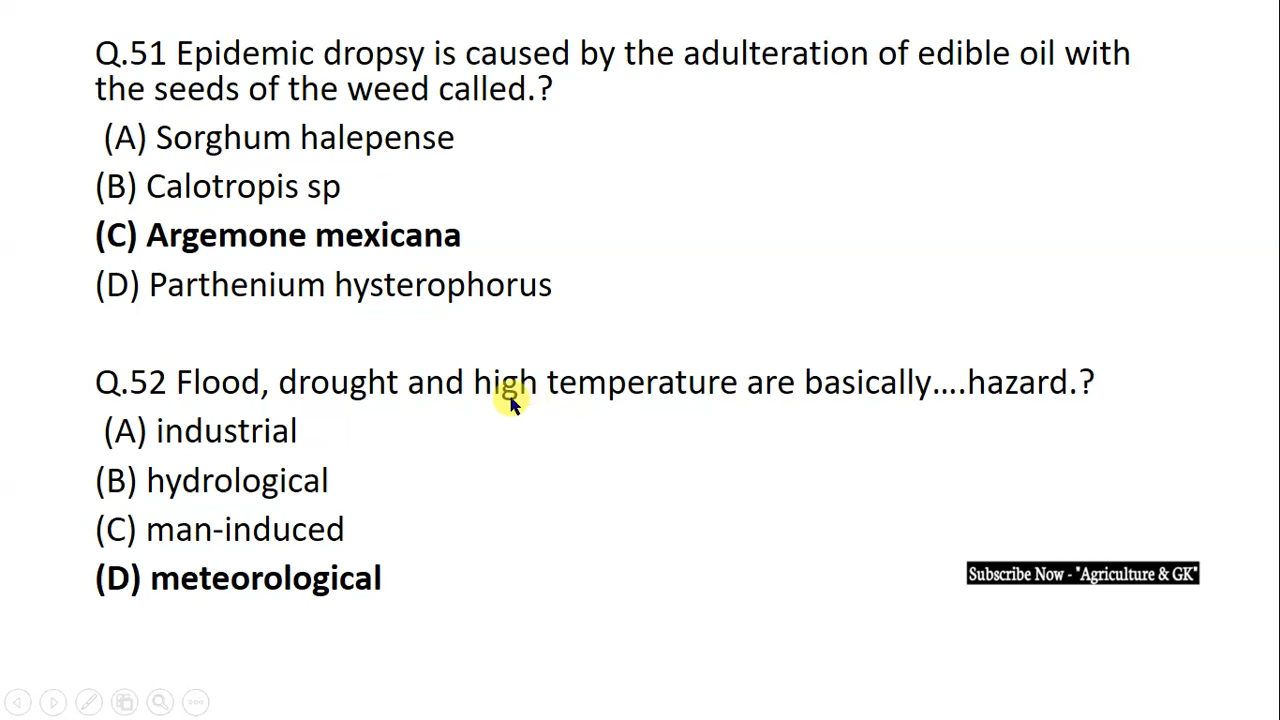 Q.51 Epidemic dropsy is caused by the adulteration of edible oil with
the seeds of the weed called.?
(A) Sorghum halepense
(B) Calotropis sp
(C) Argemone mexicana
(D) Parthenium hysterophorus
Q.52 Flood, drought and high temperature are basically....hazard.?
(A) industrial
(B) hydrological
(C) man-induced
(D) meteorological
Subscribe Now - "Agriculture & GK"